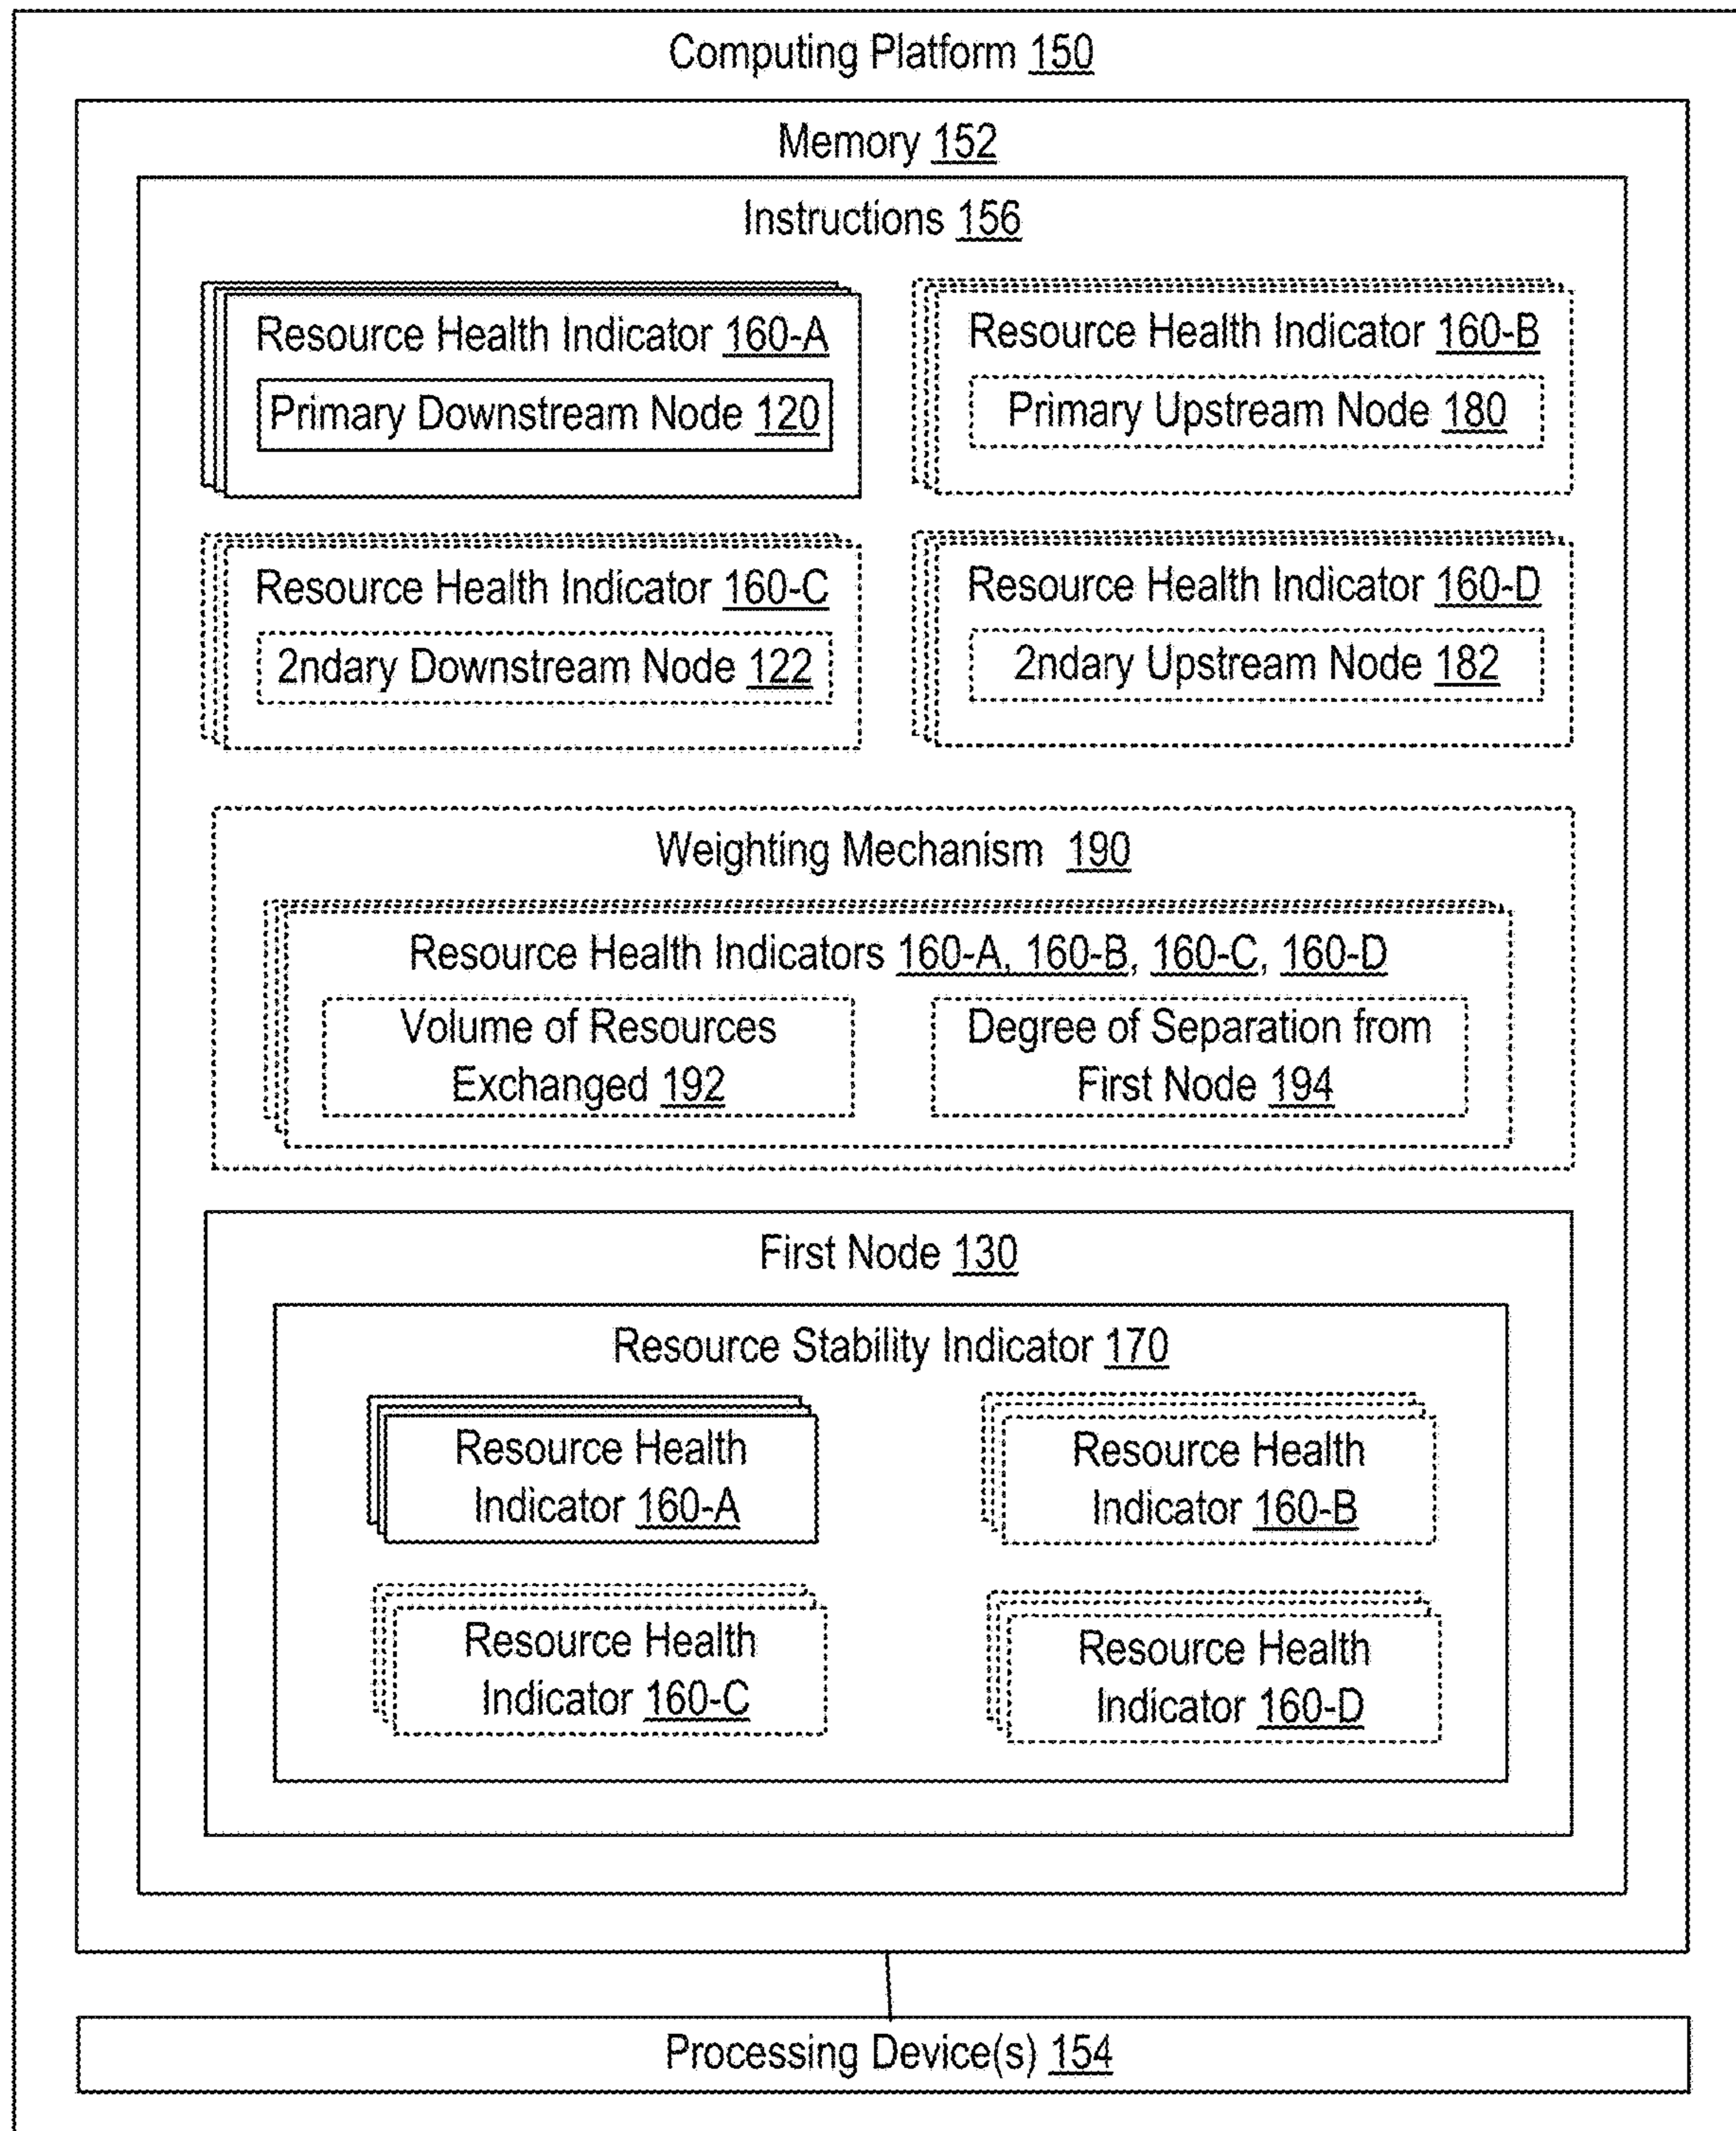 Computing Platform 150
Memory 152
Instructions 156
Resource Health Indicator 160-A
Primary Downstream Node 120
Resource Health Indicator 160-B
Primary Upstream Node 180
Resource Health Indicator 160-C
2ndary Downstream Node 122
Resource Health Indicator 160-D
2ndary Upstream Node 182
Weighting Mechanism 190
Resource Health Indicators 160-A, 160-B, 160-C, 160-D
Volume of Resources
Exchanged 192
Degree of Separation from
First Node 194
First Node 130
Resource Stability Indicator 170
Resource Health
Indicator 160-A
Resource Health
Indicator 160-B
Resource Health
Indicator 160-C
Resource Health
Indicator 160-D
Processing Device(s) 154